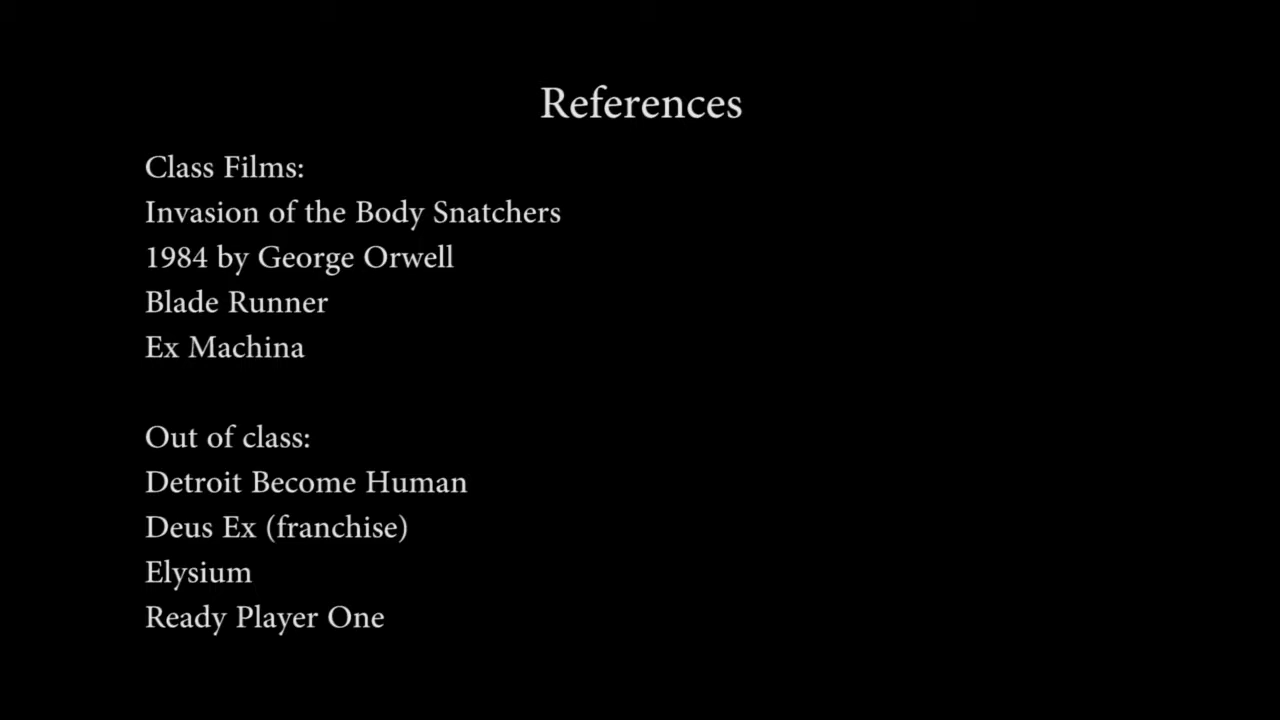 References
Class Films:
Invasion of the Body Snatchers
1984 by George Orwell
Blade Runner
Ex Machina
Out of class:
Detroit Become Human
Deus Ex (franchise)
Elysium
Ready Player One